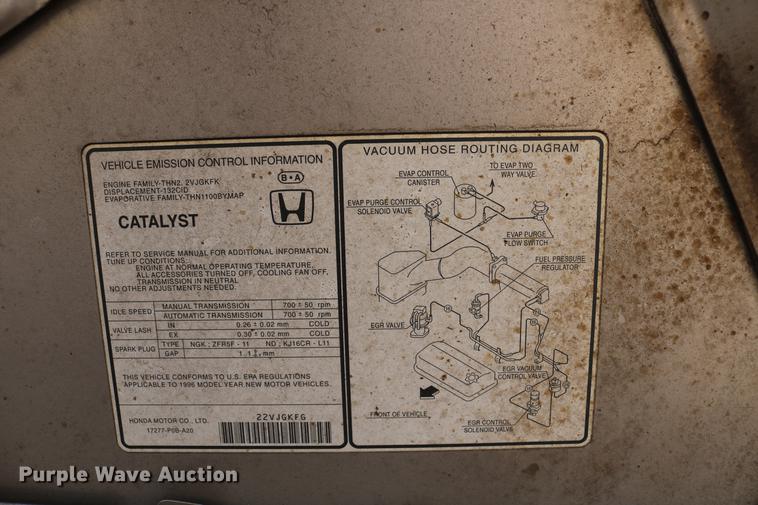 VEHICLE EMISSION CONTROL INFORMATION
ENGINE FAMILY-THN2. 2VJGKFK
DISPLACEMENT-132CID
EVAPORATIVE FAMILY-THN1100BYMAP
B•A
CATALYST
REFER TO SERVICE MANUAL FOR ADDITIONAL INFORMATION.
TUNE UP CONDITIONS:
ENGINE AT NORMAL OPERATING TEMPERATURE,
ALL ACCESSORIES TURNED OFF, COOLING FAN OFF,
TRANSMISSION IN NEUTRAL
NO OTHER ADJUSTMENTS NEEDED.
IDLE SPEED MANUAL TRANSMISSION 700 ± 50 rpm
AUTOMATIC TRANSMISSION 700 ± 50 rpm
VALVE LASH IN 0.26 ± 0.02 mm COLD
EX 0.30 ± 0.02 mm COLD
SPARK PLUG TYPE NGK ; ZFR5F - 11 ND ; KJ16CR - L11
GAP 1.1 mm
THIS VEHICLE CONFORMS TO U.S. EPA REGULATIONS
APPLICABLE TO 1996 MODEL YEAR NEW MOTOR VEHICLES.
HONDA MOTOR CO., LTD.
17277-P6B-A20
22VJGKFG
VACUUM HOSE ROUTING DIAGRAM
EVAP CONTROL
CANISTER
TO EVAP TWO
WAY VALVE
EVAP PURGE CONTROL
SOLENOID VALVE
EVAP PURGE
FLOW SWITCH
FUEL PRESSURE
REGULATOR
EGR VALVE
EGR VACUUM
CONTROL VALVE
FRONT OF VEHICLE
EGR CONTROL
SOLENOID VALVE
Purple Wave Auction